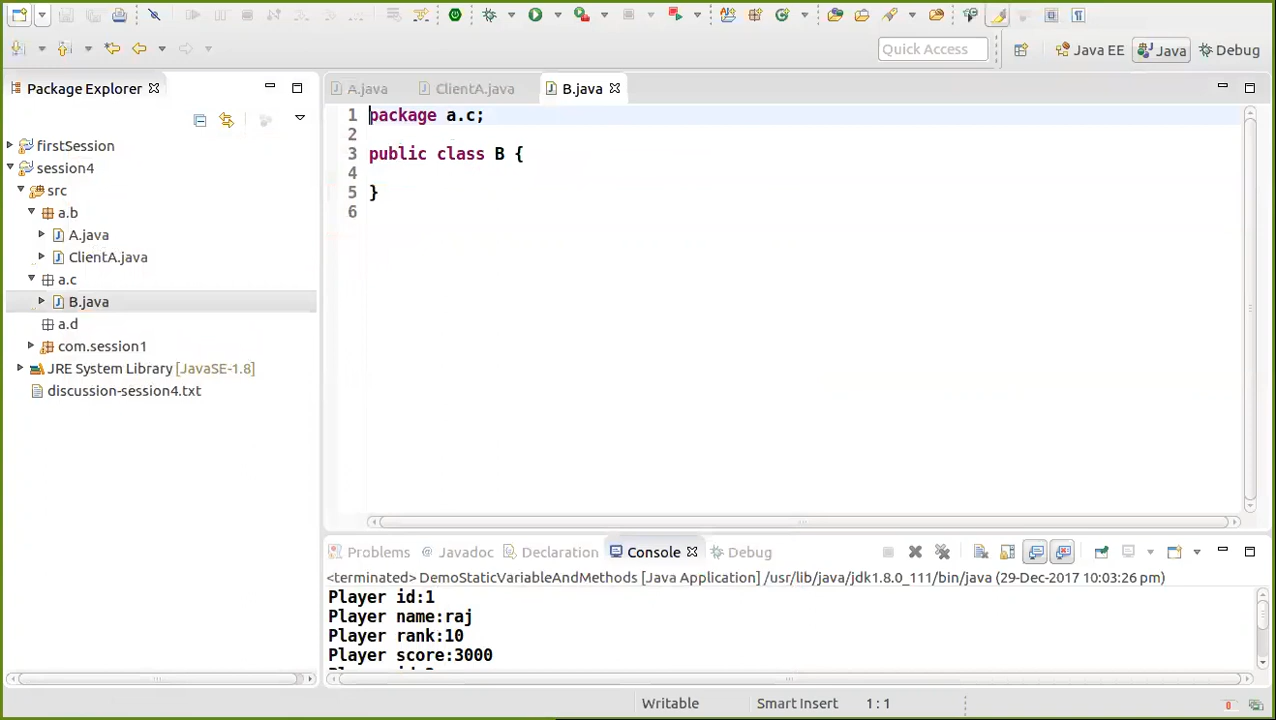 Quick Access
Java EE
Java
Debug
Package Explorer
firstSession
session4
src
a.b
A.java
ClientA.java
a.c
B.java
a.d
com.session1
JRE System Library [JavaSE-1.8]
discussion-session4.txt
A.java
ClientA.java
B.java
1 package a.c;
2
3 public class B {
4
5 }
6
Problems
@ Javadoc
Declaration
Console
Debug
<terminated> DemoStaticVariableAndMethods [Java Application] /usr/lib/java/jdk1.8.0_111/bin/java (29-Dec-2017 10:03:26 pm)
Player id:1
Player name:raj
Player rank:10
Player score:3000
Writable
Smart Insert
1 : 1